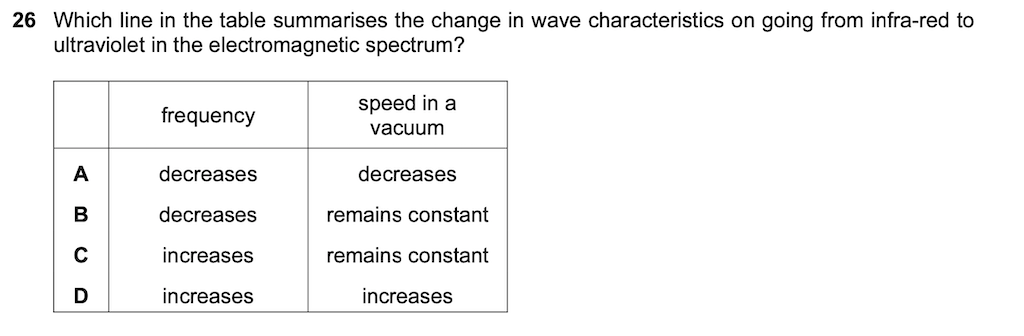 26 Which line in the table summarises the change in wave characteristics on going from infra-red to
ultraviolet in the electromagnetic spectrum?
frequency speed in a
vacuum
A decreases decreases
B decreases remains constant
C increases remains constant
D increases increases